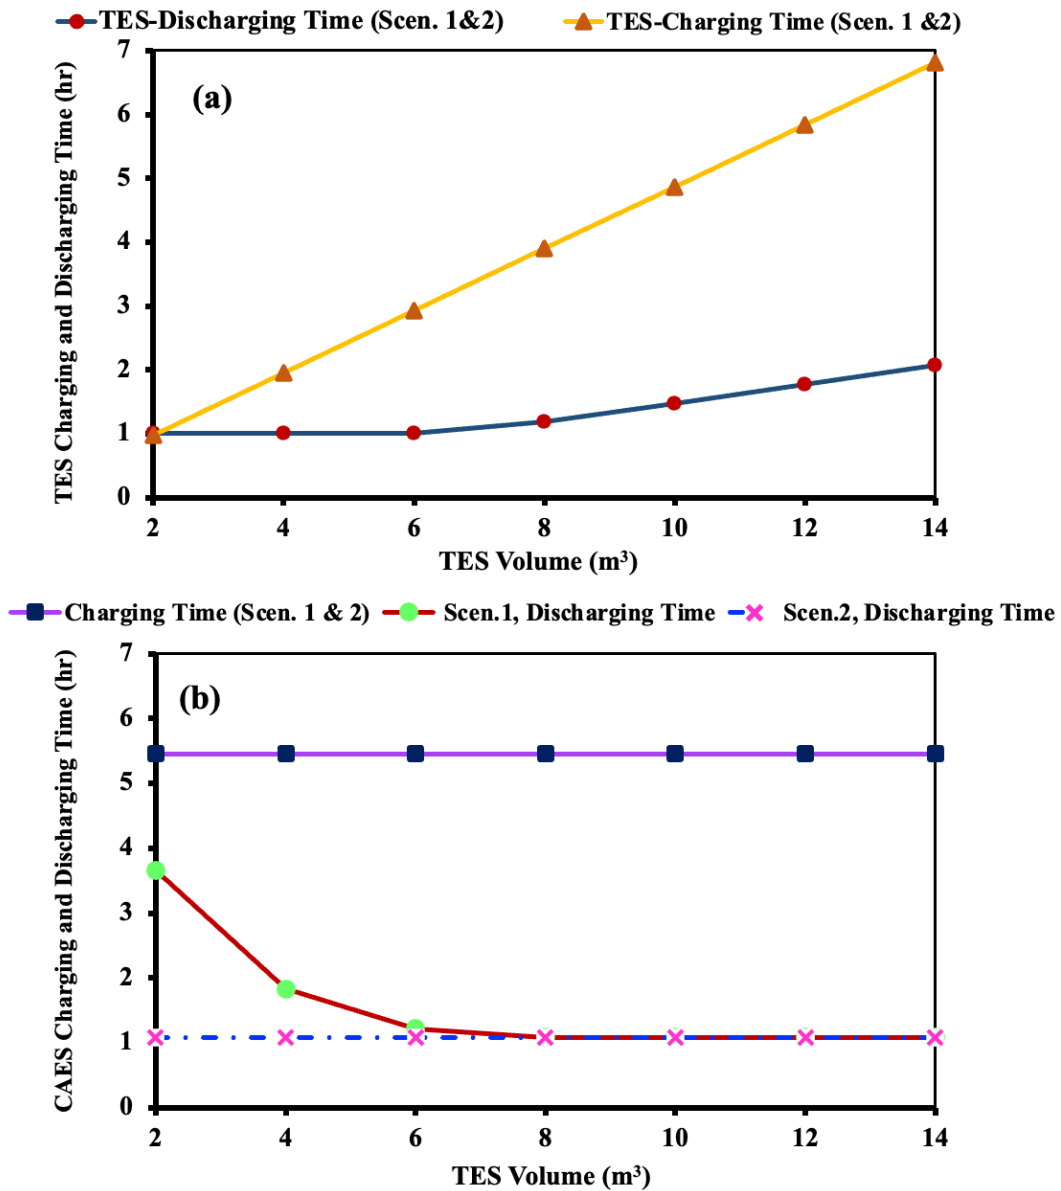 TES-Discharging Time (Scen. 1&2) TES-Charging Time (Scen. 1 &2)
(a)
TES Charging and Discharging Time (hr)
7
6
5
4
3
2
1
0
2 4 6 8 10 12 14
TES Volume (m³)
Charging Time (Scen. 1 & 2) Scen.1, Discharging Time Scen.2, Discharging Time
(b)
CAES Charging and Discharging Time (hr)
7
6
5
4
3
2
1
0
2 4 6 8 10 12 14
TES Volume (m³)